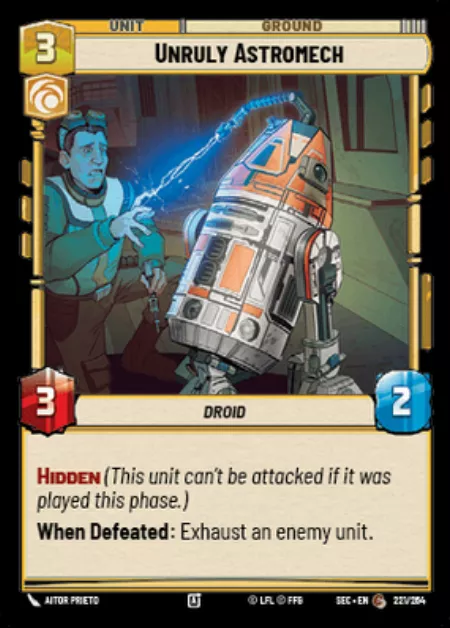 UNIT GROUND
3 UNRULY ASTROMECH
3 DROID 2
HIDDEN (This unit can't be attacked if it was
played this phase.)
When Defeated: Exhaust an enemy unit.
AITOR PRIETO © LFL © FFG SEC • EN 221/264